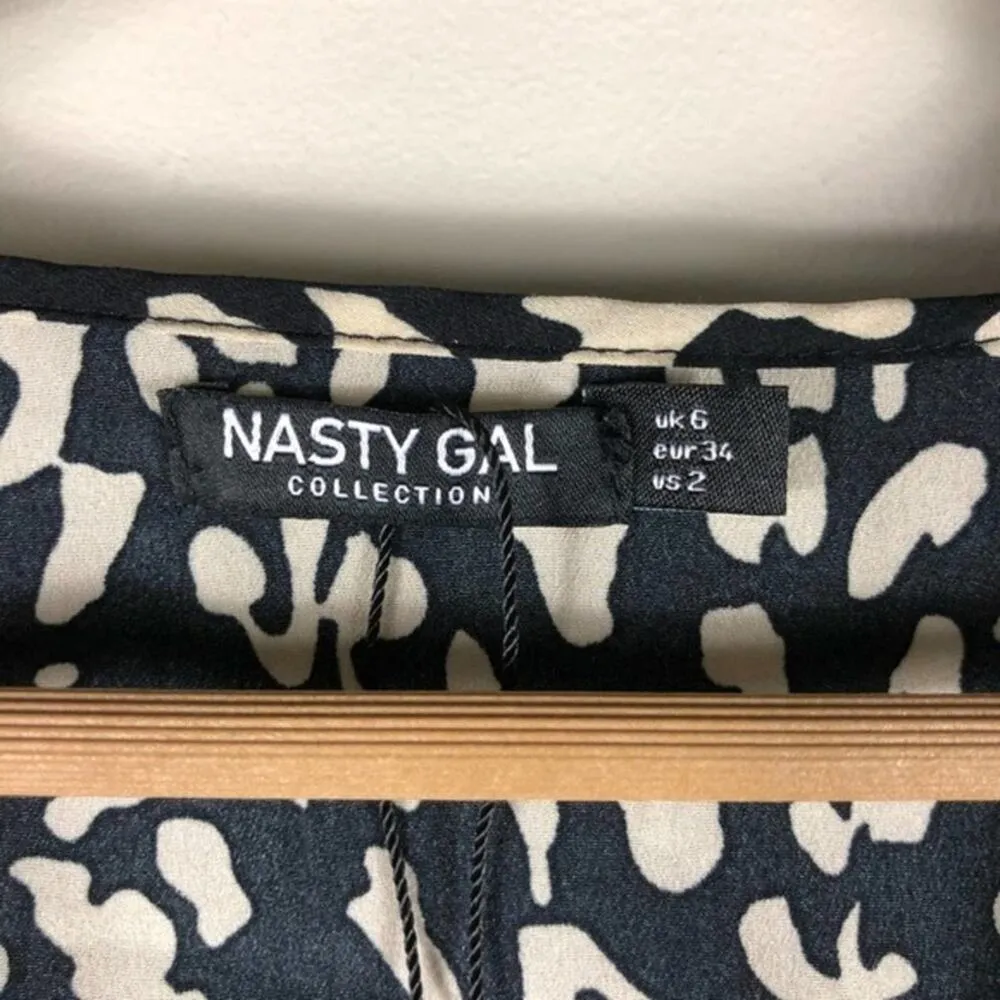 NASTY GAL
COLLECTION
uk 6
eur 34
us 2